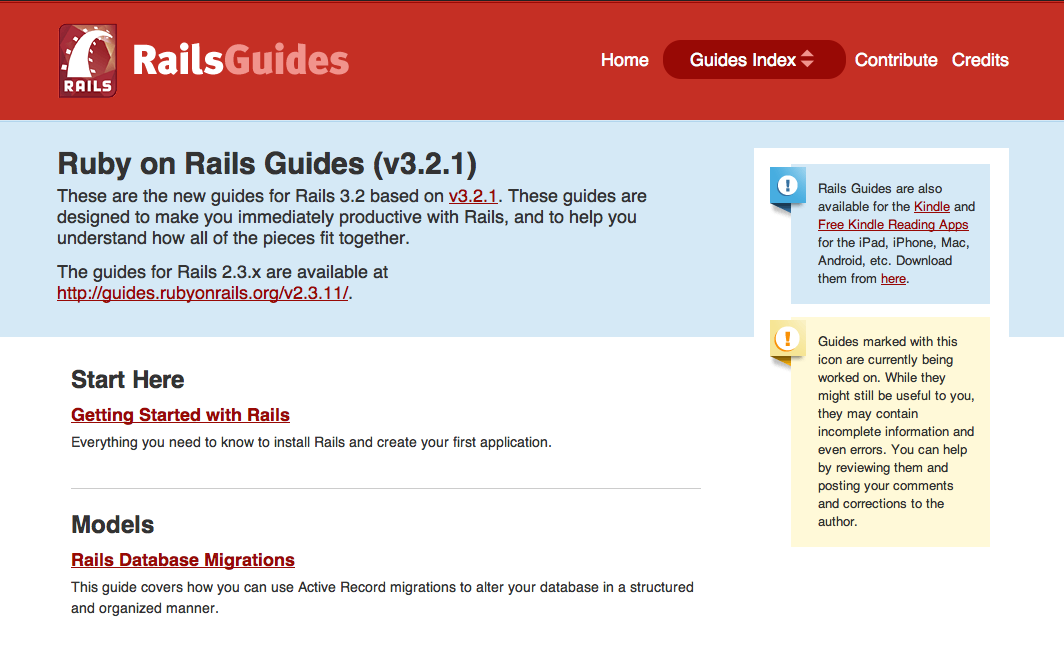 RAILS
RailsGuides
Home
Guides Index
Contribute
Credits
Ruby on Rails Guides (v3.2.1)
These are the new guides for Rails 3.2 based on v3.2.1. These guides are
designed to make you immediately productive with Rails, and to help you
understand how all of the pieces fit together.
The guides for Rails 2.3.x are available at
http://guides.rubyonrails.org/v2.3.11/.
Rails Guides are also
available for the Kindle and
Free Kindle Reading Apps
for the iPad, iPhone, Mac,
Android, etc. Download
them from here.
Guides marked with this
icon are currently being
worked on. While they
might still be useful to you,
they may contain
incomplete information and
even errors. You can help
by reviewing them and
posting your comments
and corrections to the
author.
Start Here
Getting Started with Rails
Everything you need to know to install Rails and create your first application.
Models
Rails Database Migrations
This guide covers how you can use Active Record migrations to alter your database in a structured
and organized manner.